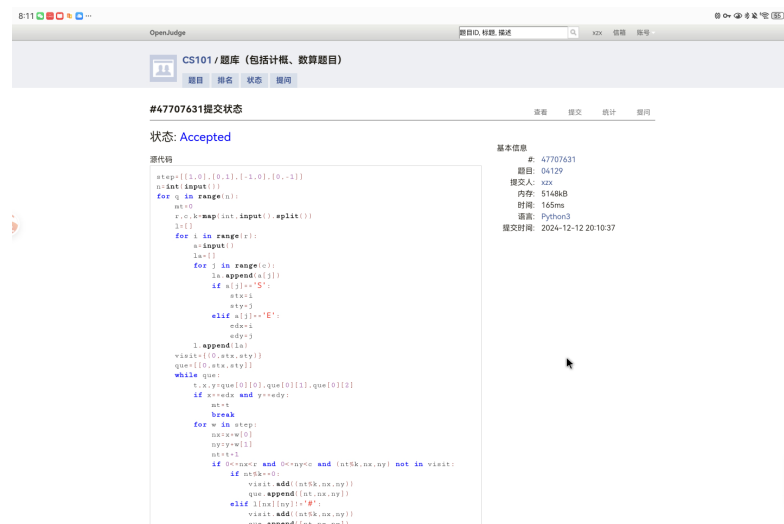 8:11
OpenJudge
题目ID, 标题, 描述
xzx 信箱 账号
CS101 / 题库（包括计概、数算题目）
题目 排名 状态 提问
#47707631提交状态
查看 提交 统计 提问
状态: Accepted
源代码
step=[[1,0],[0,1],[-1,0],[0,-1]]
n=int(input())
for q in range(n):
    mt=0
    r,c,k=map(int,input().split())
    l=[]
    for i in range(r):
        a=input()
        la=[]
        for j in range(c):
            la.append(a[j])
            if a[j]=='S':
                stx=i
                sty=j
            elif a[j]=='E':
                edx=i
                edy=j
        l.append(la)
    visit={(0,stx,sty)}
    que=[[0,stx,sty]]
    while que:
        t,x,y=que[0][0],que[0][1],que[0][2]
        if x==edx and y==edy:
            mt=t
            break
        for w in step:
            nx=x+w[0]
            ny=y+w[1]
            nt=t+1
            if 0<=nx<r and 0<=ny<c and (nt%k,nx,ny) not in visit:
                if nt%k==0:
                    visit.add((nt%k,nx,ny))
                    que.append([nt,nx,ny])
                elif l[nx][ny]!='#':
                    visit.add((nt%k,nx,ny))
                    que.append([nt,nx,ny])
基本信息
#: 47707631
题目: 04129
提交人: xzx
内存: 5148kB
时间: 165ms
语言: Python3
提交时间: 2024-12-12 20:10:37